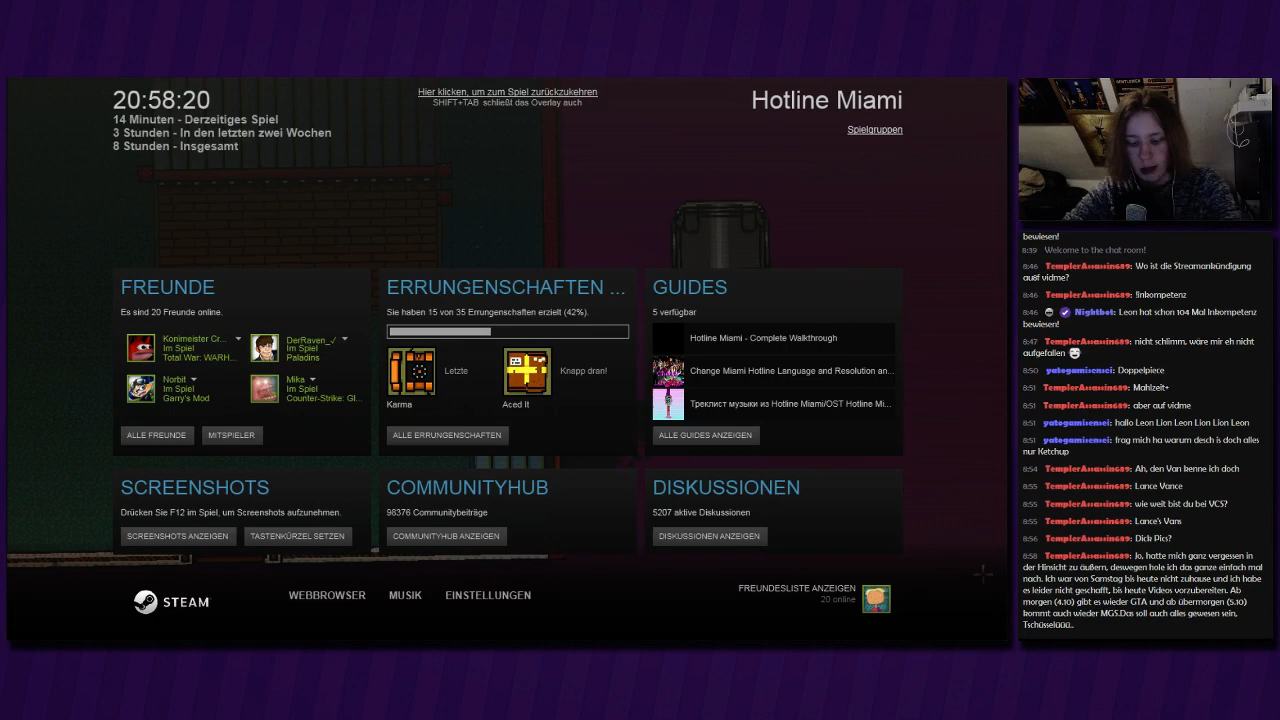 20:58:20
14 Minuten - Derzeitiges Spiel
3 Stunden - In den letzten zwei Wochen
8 Stunden - Insgesamt
Hier klicken, um zum Spiel zurückzukehren
SHIFT+TAB schließt das Overlay auch
Hotline Miami
Spielgruppen
FREUNDE
Es sind 20 Freunde online.
Konimeister Cr...
Im Spiel
Total War: WARH...
DerRaven_✓
Im Spiel
Paladins
Norbit
Im Spiel
Garry's Mod
Mika
Im Spiel
Counter-Strike: Gl...
ALLE FREUNDE
MITSPIELER
ERRUNGENSCHAFTEN ...
Sie haben 15 von 35 Errungenschaften erzielt (42%).
Letzte
Karma
Knapp dran!
Aced It
ALLE ERRUNGENSCHAFTEN
GUIDES
5 verfügbar
Hotline Miami - Complete Walkthrough
Change Miami Hotline Language and Resolution an...
Треклист музыки из Hotline Miami/OST Hotline Mi...
ALLE GUIDES ANZEIGEN
SCREENSHOTS
Drücken Sie F12 im Spiel, um Screenshots aufzunehmen.
SCREENSHOTS ANZEIGEN
TASTENKÜRZEL SETZEN
COMMUNITYHUB
98376 Communitybeiträge
COMMUNITYHUB ANZEIGEN
DISKUSSIONEN
5207 aktive Diskussionen
DISKUSSIONEN ANZEIGEN
STEAM
WEBBROWSER
MUSIK
EINSTELLUNGEN
FREUNDESLISTE ANZEIGEN
20 online
bewiesen!
8:39 Welcome to the chat room!
8:46 TemplerAssassin689: Wo ist die Streamankündigung
auf vidme?
8:46 TemplerAssassin689: !Inkompetenz
8:46 Nightbot: Leon hat schon 104 Mal Inkompetenz
bewiesen!
8:47 TemplerAssassin689: nicht schlimm, wäre mir eh nicht
aufgefallen
8:50 yatogamisensei: Doppelpiece
8:51 TemplerAssassin689: Mahlzeit+
8:51 TemplerAssassin689: aber auf vidme
8:51 yatogamisensei: hallo Leon Lion Leon Lion Lion Leon
8:51 yatogamisensei: frag mich ha warum desch is doch alles
nur Ketchup
8:54 TemplerAssassin689: Ah, den Van kenne ich doch
8:55 TemplerAssassin689: Lance Vance
8:55 TemplerAssassin689: wie weit bist du bei VCS?
8:55 TemplerAssassin689: Lance's Vans
8:56 TemplerAssassin689: Dick Pics?
8:58 TemplerAssassin689: Jo, hatte mich ganz vergessen in
der Hinsicht zu äußern, deswegen hole ich das ganze einfach mal
nach. Ich war von Samstag bis heute nicht zuhause und ich habe
es leider nicht geschafft, bis heute Videos vorzubereiten. Ab
morgen (4.10) gibt es wieder GTA und ab übermorgen (5.10)
kommt auch wieder MGS.Das soll auch alles gewesen sein,
Tschüsselüüü..